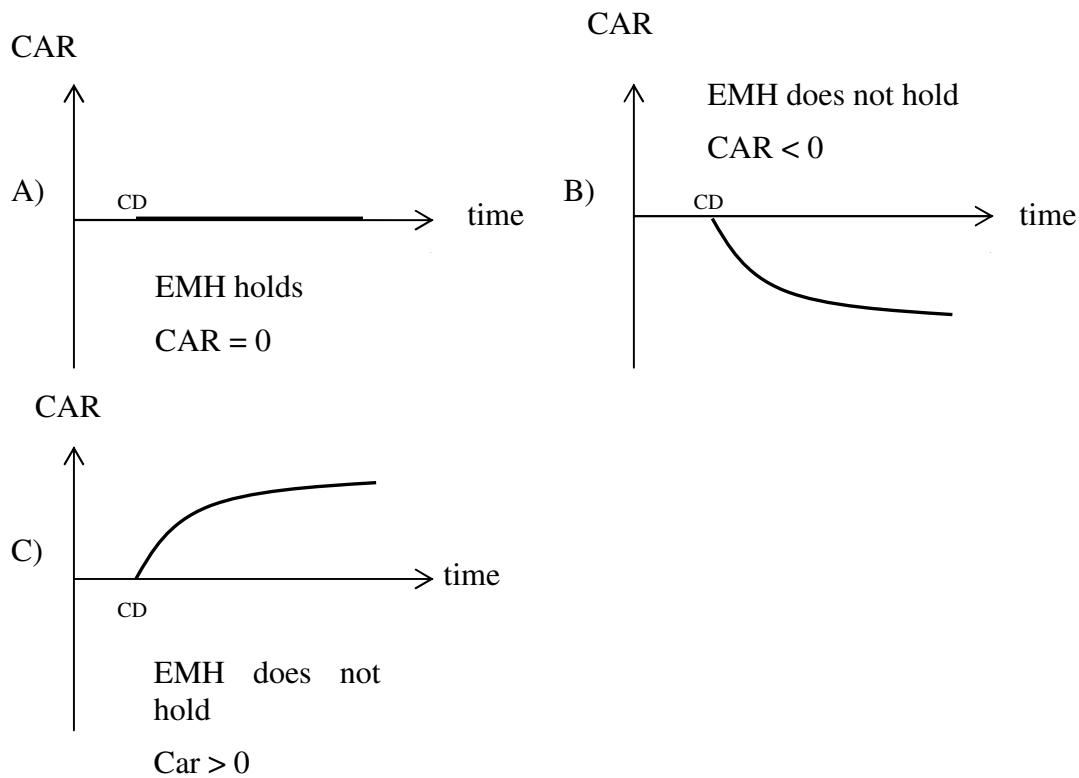 CAR
A)
CD
time
EMH holds
CAR = 0
CAR
EMH does not hold
CAR < 0
B)
CD
time
CAR
C)
time
CD
EMH does not
hold
Car > 0